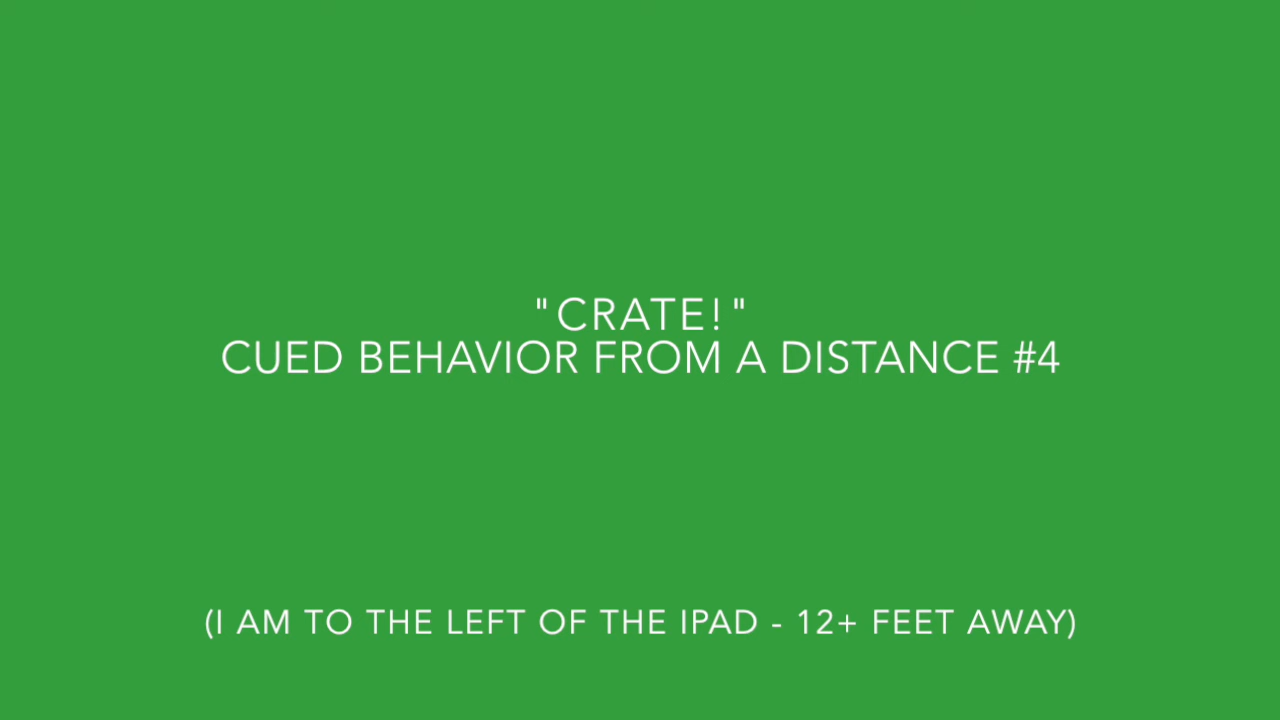 "CRATE!"
CUED BEHAVIOR FROM A DISTANCE #4
(I AM TO THE LEFT OF THE IPAD - 12+ FEET AWAY)